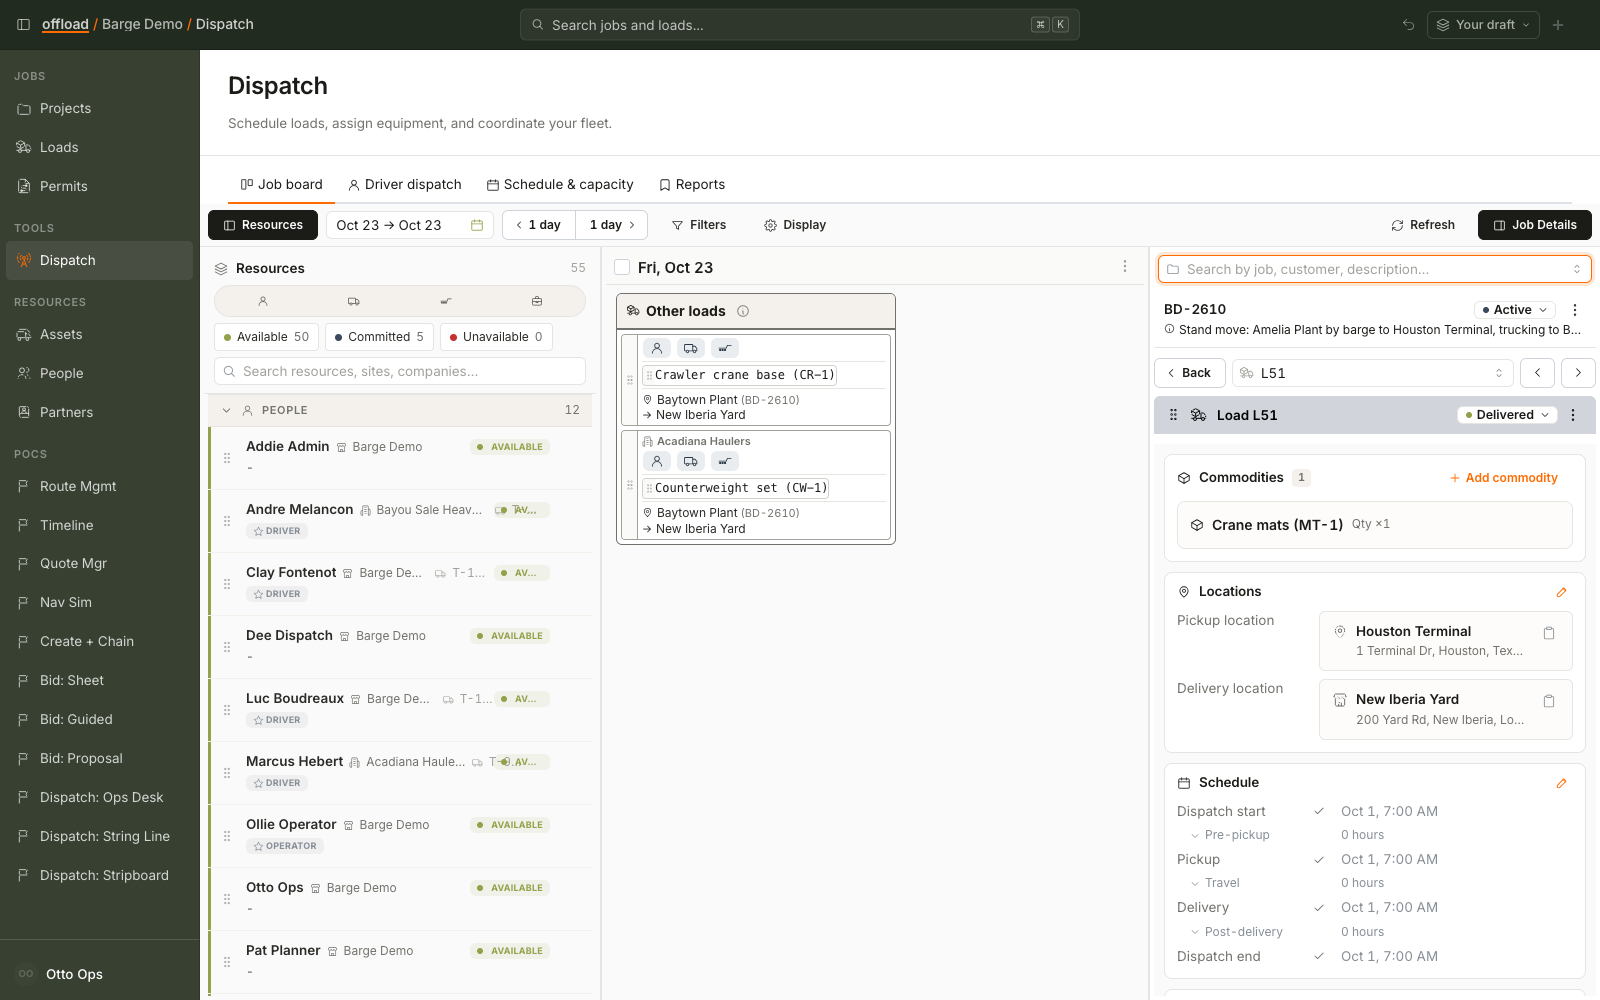 offload / Barge Demo / Dispatch
Search jobs and loads...
⌘ K
Your draft
JOBS
Projects
Loads
Permits
TOOLS
Dispatch
RESOURCES
Assets
People
Partners
POCS
Route Mgmt
Timeline
Quote Mgr
Nav Sim
Create + Chain
Bid: Sheet
Bid: Guided
Bid: Proposal
Dispatch: Ops Desk
Dispatch: String Line
Dispatch: Stripboard
OO Otto Ops
Dispatch
Schedule loads, assign equipment, and coordinate your fleet.
Job board
Driver dispatch
Schedule & capacity
Reports
Resources
Oct 23 → Oct 23
1 day
1 day
Filters
Display
Refresh
Job Details
Resources 55
Available 50
Committed 5
Unavailable 0
Search resources, sites, companies...
PEOPLE 12
Addie Admin Barge Demo AVAILABLE
-
Andre Melancon Bayou Sale Heav... AV...
DRIVER
Clay Fontenot Barge De... T-1... AV...
DRIVER
Dee Dispatch Barge Demo AVAILABLE
-
Luc Boudreaux Barge De... T-1... AV...
DRIVER
Marcus Hebert Acadiana Haule... AV...
DRIVER
Ollie Operator Barge Demo AVAILABLE
OPERATOR
Otto Ops Barge Demo AVAILABLE
-
Pat Planner Barge Demo AVAILABLE
-
Fri, Oct 23
Other loads
Crawler crane base (CR-1)
Baytown Plant (BD-2610)
→ New Iberia Yard
Acadiana Haulers
Counterweight set (CW-1)
Baytown Plant (BD-2610)
→ New Iberia Yard
Search by job, customer, description...
BD-2610 Active
Stand move: Amelia Plant by barge to Houston Terminal, trucking to B...
Back
L51
Load L51 Delivered
Commodities 1
+ Add commodity
Crane mats (MT-1) Qty ×1
Locations
Pickup location
Houston Terminal
1 Terminal Dr, Houston, Tex...
Delivery location
New Iberia Yard
200 Yard Rd, New Iberia, Lo...
Schedule
Dispatch start Oct 1, 7:00 AM
Pre-pickup 0 hours
Pickup Oct 1, 7:00 AM
Travel 0 hours
Delivery Oct 1, 7:00 AM
Post-delivery 0 hours
Dispatch end Oct 1, 7:00 AM